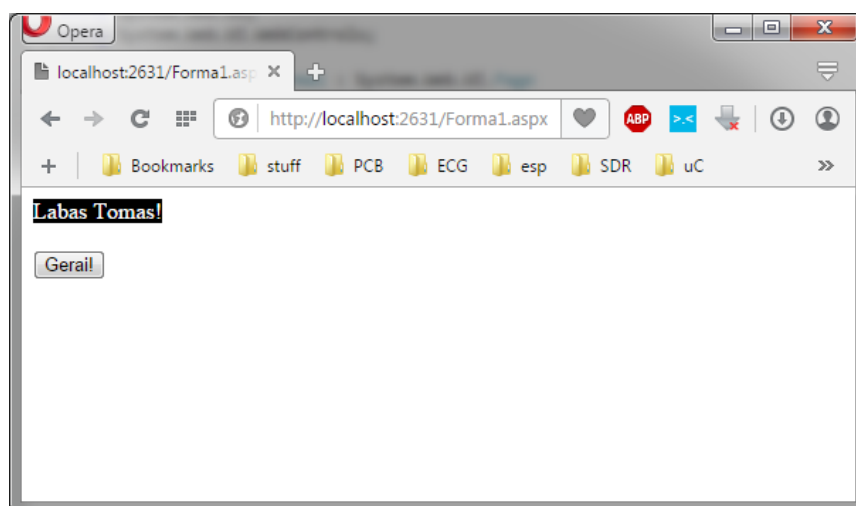 Opera
localhost:2631/Forma1.asp
http://localhost:2631/Forma1.aspx
ABP
>.<
Bookmarks stuff PCB ECG esp SDR uC
Labas Tomas!
Gerai!